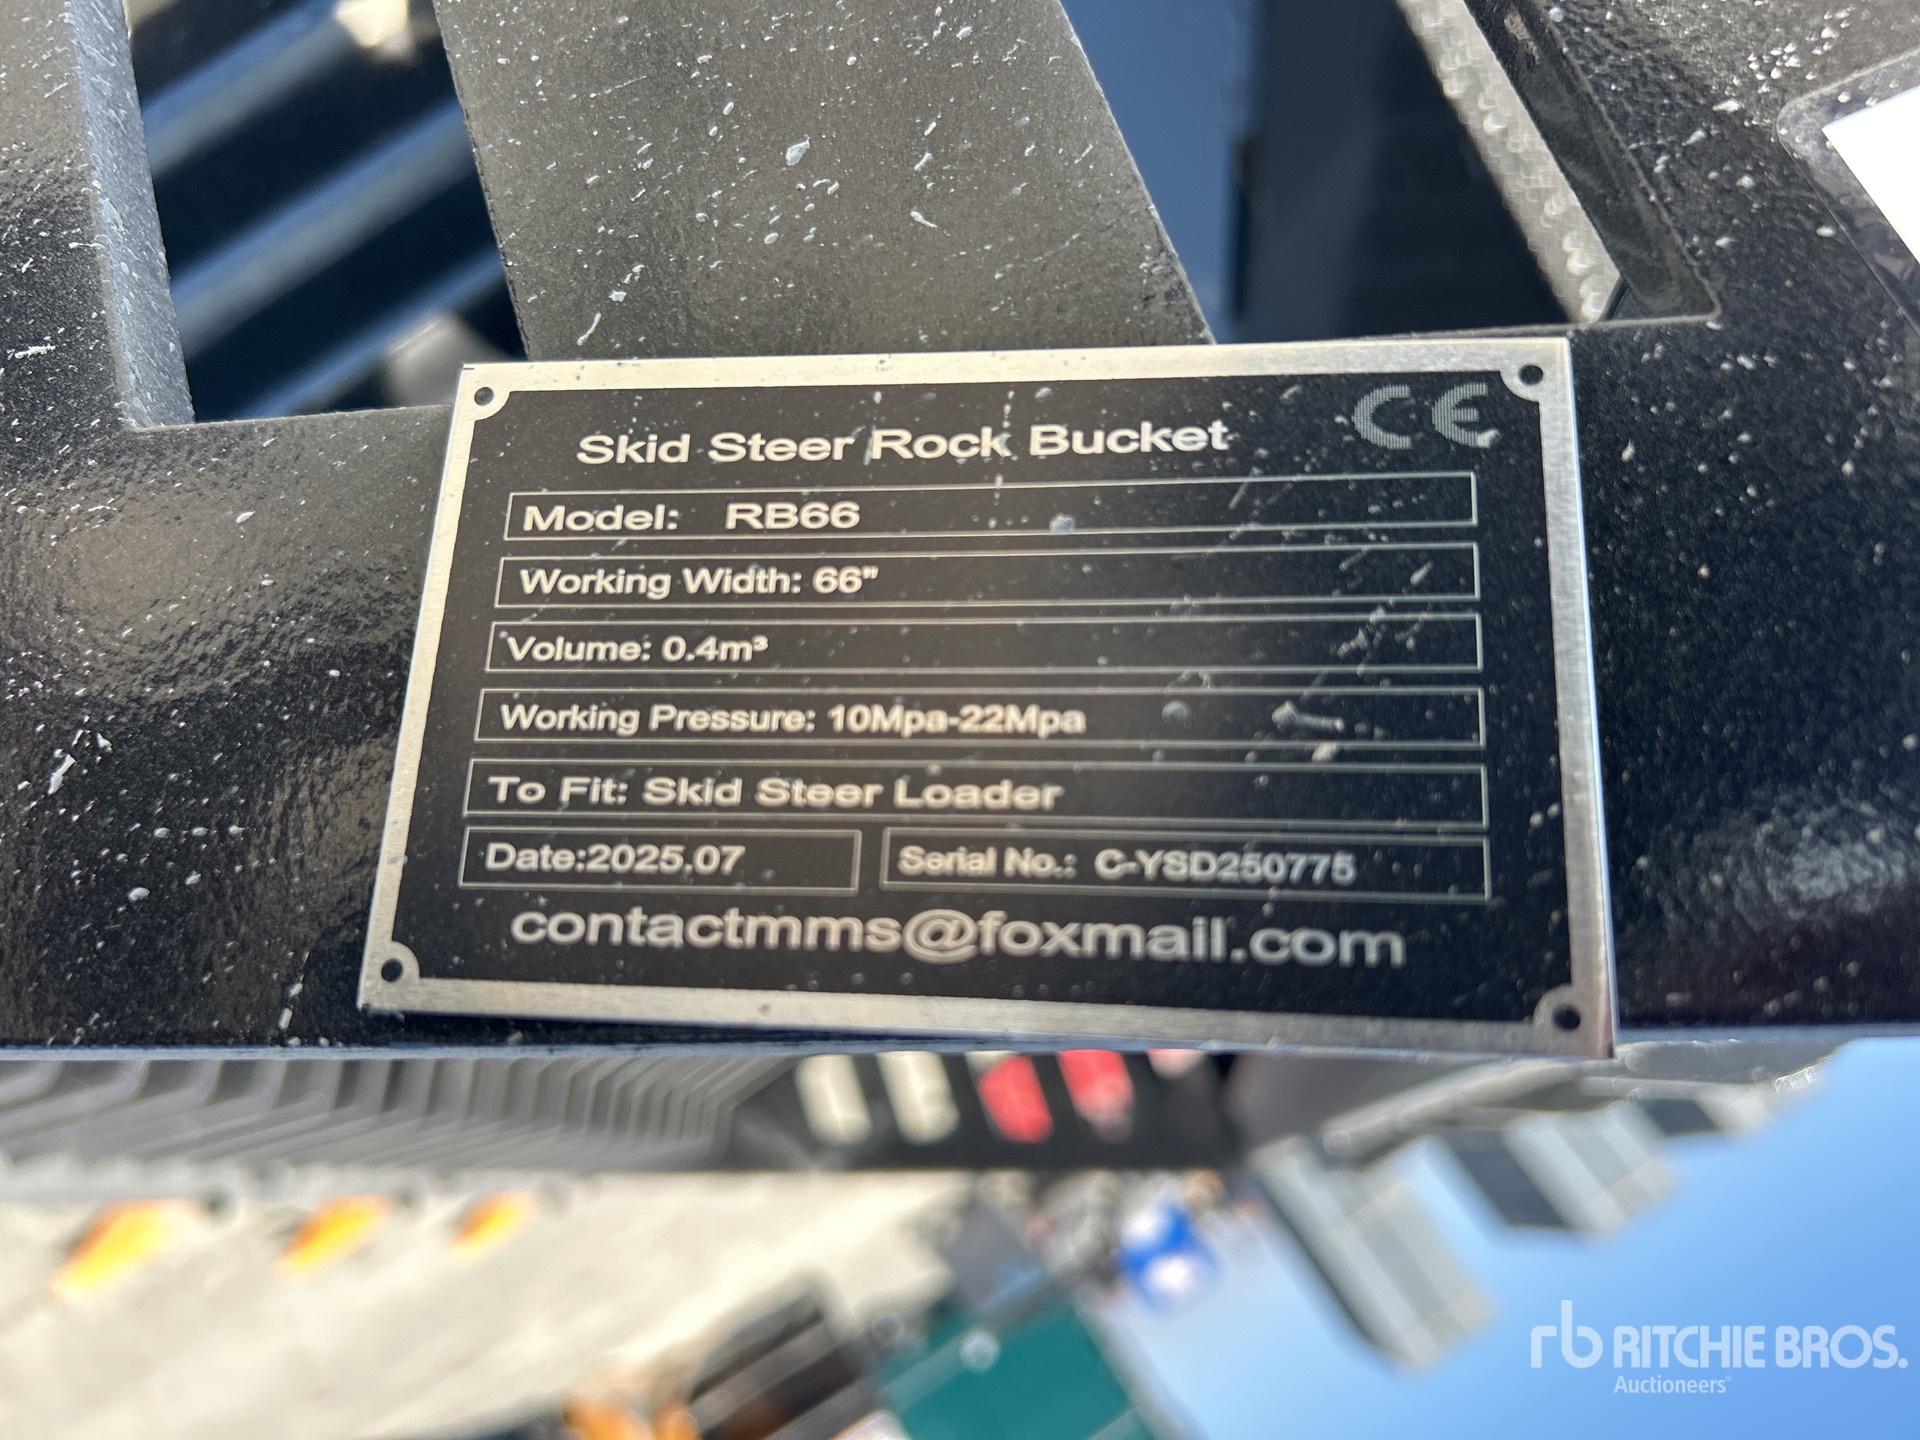 CE
Skid Steer Rock Bucket
Model: RB66
Working Width: 66"
Volume: 0.4m³
Working Pressure: 10Mpa-22Mpa
To Fit: Skid Steer Loader
Date:2025.07
Serial No.: C-YSD250775
contactmms@foxmail.com
rb RITCHIE BROS.
Auctioneers